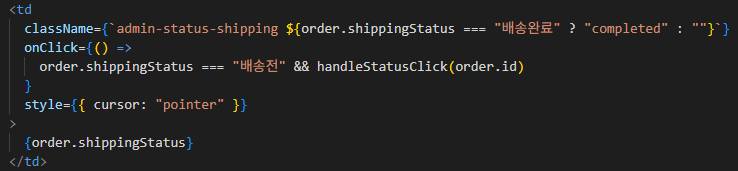 <td
className={`admin-status-shipping ${order.shippingStatus === "배송완료" ? "completed" : ""}`}
onClick={() =>
order.shippingStatus === "배송전" && handleStatusClick(order.id)
}
style={{ cursor: "pointer" }}
>
{order.shippingStatus}
</td>